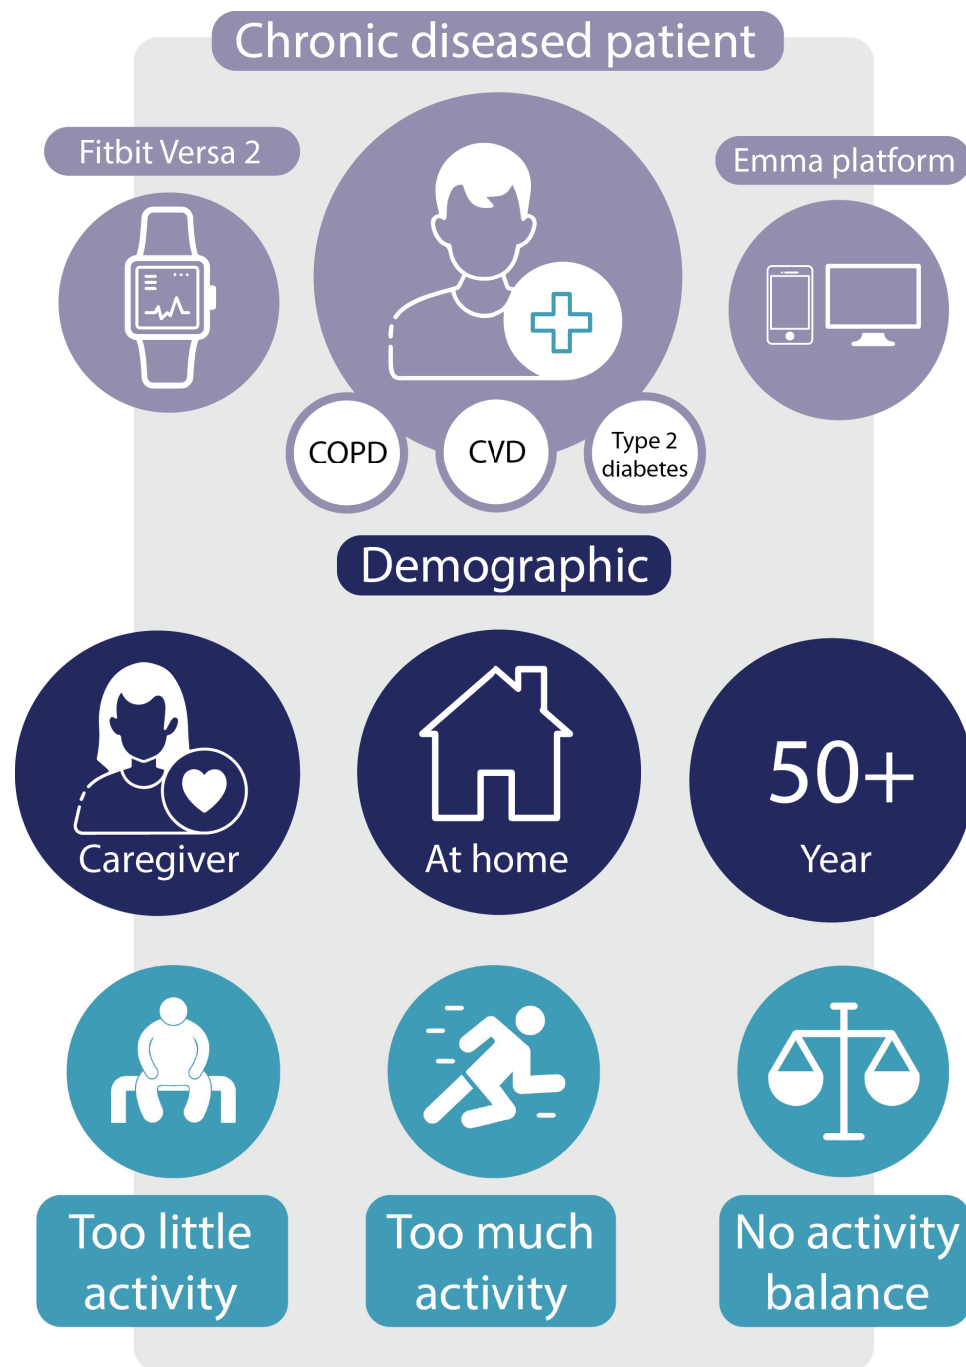 Chronic diseased patient
Fitbit Versa 2
Emma platform
COPD
CVD
Type 2
diabetes
Demographic
Caregiver
At home
50+
Year
Too little
activity
Too much
activity
No activity
balance